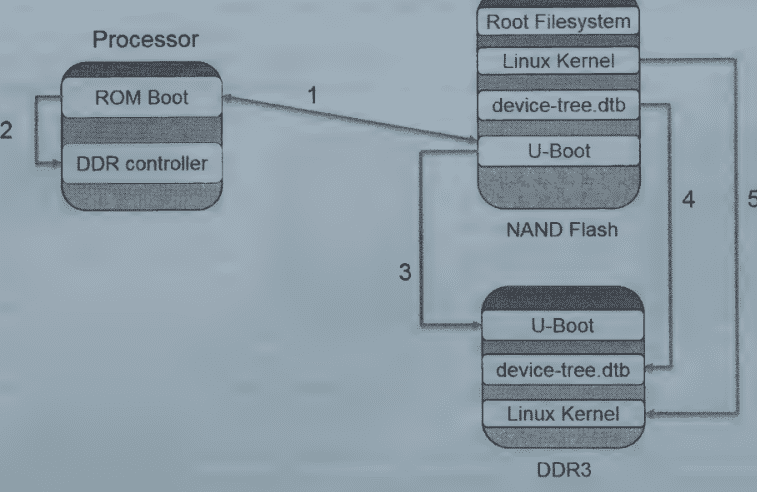 Root Filesystem
Processor
Linux Kernel
ROM Boot
1
device-tree.dtb
2
U-Boot
DDR controller
4
5
NAND Flash
3
U-Boot
device-tree.dtb
Linux Kernel
DDR3